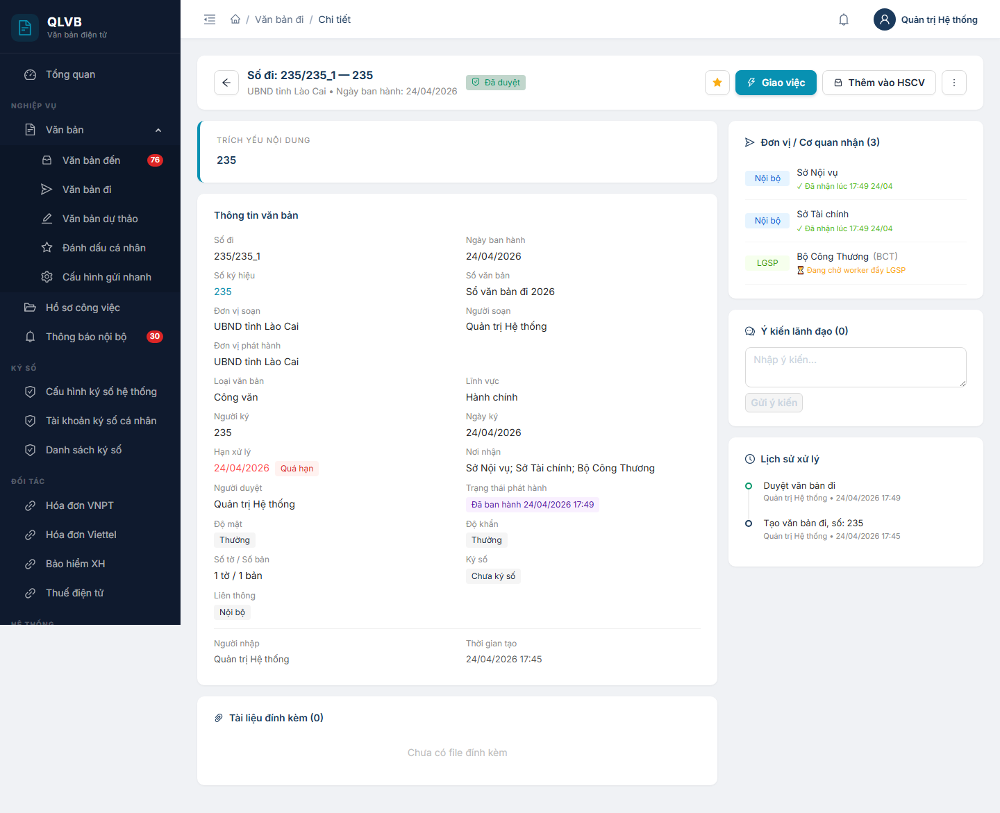 QLVB
Văn bản điện tử
Tổng quan
NGHIỆP VỤ
Văn bản
Văn bản đến 76
Văn bản đi
Văn bản dự thảo
Đánh dấu cá nhân
Cấu hình gửi nhanh
Hồ sơ công việc
Thông báo nội bộ 30
KÝ SỐ
Cấu hình ký số hệ thống
Tài khoản ký số cá nhân
Danh sách ký số
ĐỐI TÁC
Hóa đơn VNPT
Hóa đơn Viettel
Bảo hiểm XH
Thuế điện tử
HỆ THỐNG
/ Văn bản đi / Chi tiết
Quản trị Hệ thống
Số đi: 235/235_1 — 235
UBND tỉnh Lào Cai • Ngày ban hành: 24/04/2026
Đã duyệt
Giao việc
Thêm vào HSCV
TRÍCH YẾU NỘI DUNG
235
Thông tin văn bản
Số đi
235/235_1
Ngày ban hành
24/04/2026
Số ký hiệu
235
Sổ văn bản
Sổ văn bản đi 2026
Đơn vị soạn
UBND tỉnh Lào Cai
Người soạn
Quản trị Hệ thống
Đơn vị phát hành
UBND tỉnh Lào Cai
Loại văn bản
Công văn
Lĩnh vực
Hành chính
Người ký
235
Ngày ký
24/04/2026
Hạn xử lý
24/04/2026 Quá hạn
Nơi nhận
Sở Nội vụ; Sở Tài chính; Bộ Công Thương
Người duyệt
Quản trị Hệ thống
Trạng thái phát hành
Đã ban hành 24/04/2026 17:49
Độ mật
Thường
Độ khẩn
Thường
Số tờ / Số bản
1 tờ / 1 bản
Ký số
Chưa ký số
Liên thông
Nội bộ
Người nhập
Quản trị Hệ thống
Thời gian tạo
24/04/2026 17:45
Tài liệu đính kèm (0)
Chưa có file đính kèm
Đơn vị / Cơ quan nhận (3)
Nội bộ
Sở Nội vụ
✓ Đã nhận lúc 17:49 24/04
Nội bộ
Sở Tài chính
✓ Đã nhận lúc 17:49 24/04
LGSP
Bộ Công Thương (BCT)
⏳ Đang chờ worker đẩy LGSP
Ý kiến lãnh đạo (0)
Nhập ý kiến...
Gửi ý kiến
Lịch sử xử lý
Duyệt văn bản đi
Quản trị Hệ thống • 24/04/2026 17:49
Tạo văn bản đi, số: 235
Quản trị Hệ thống • 24/04/2026 17:45